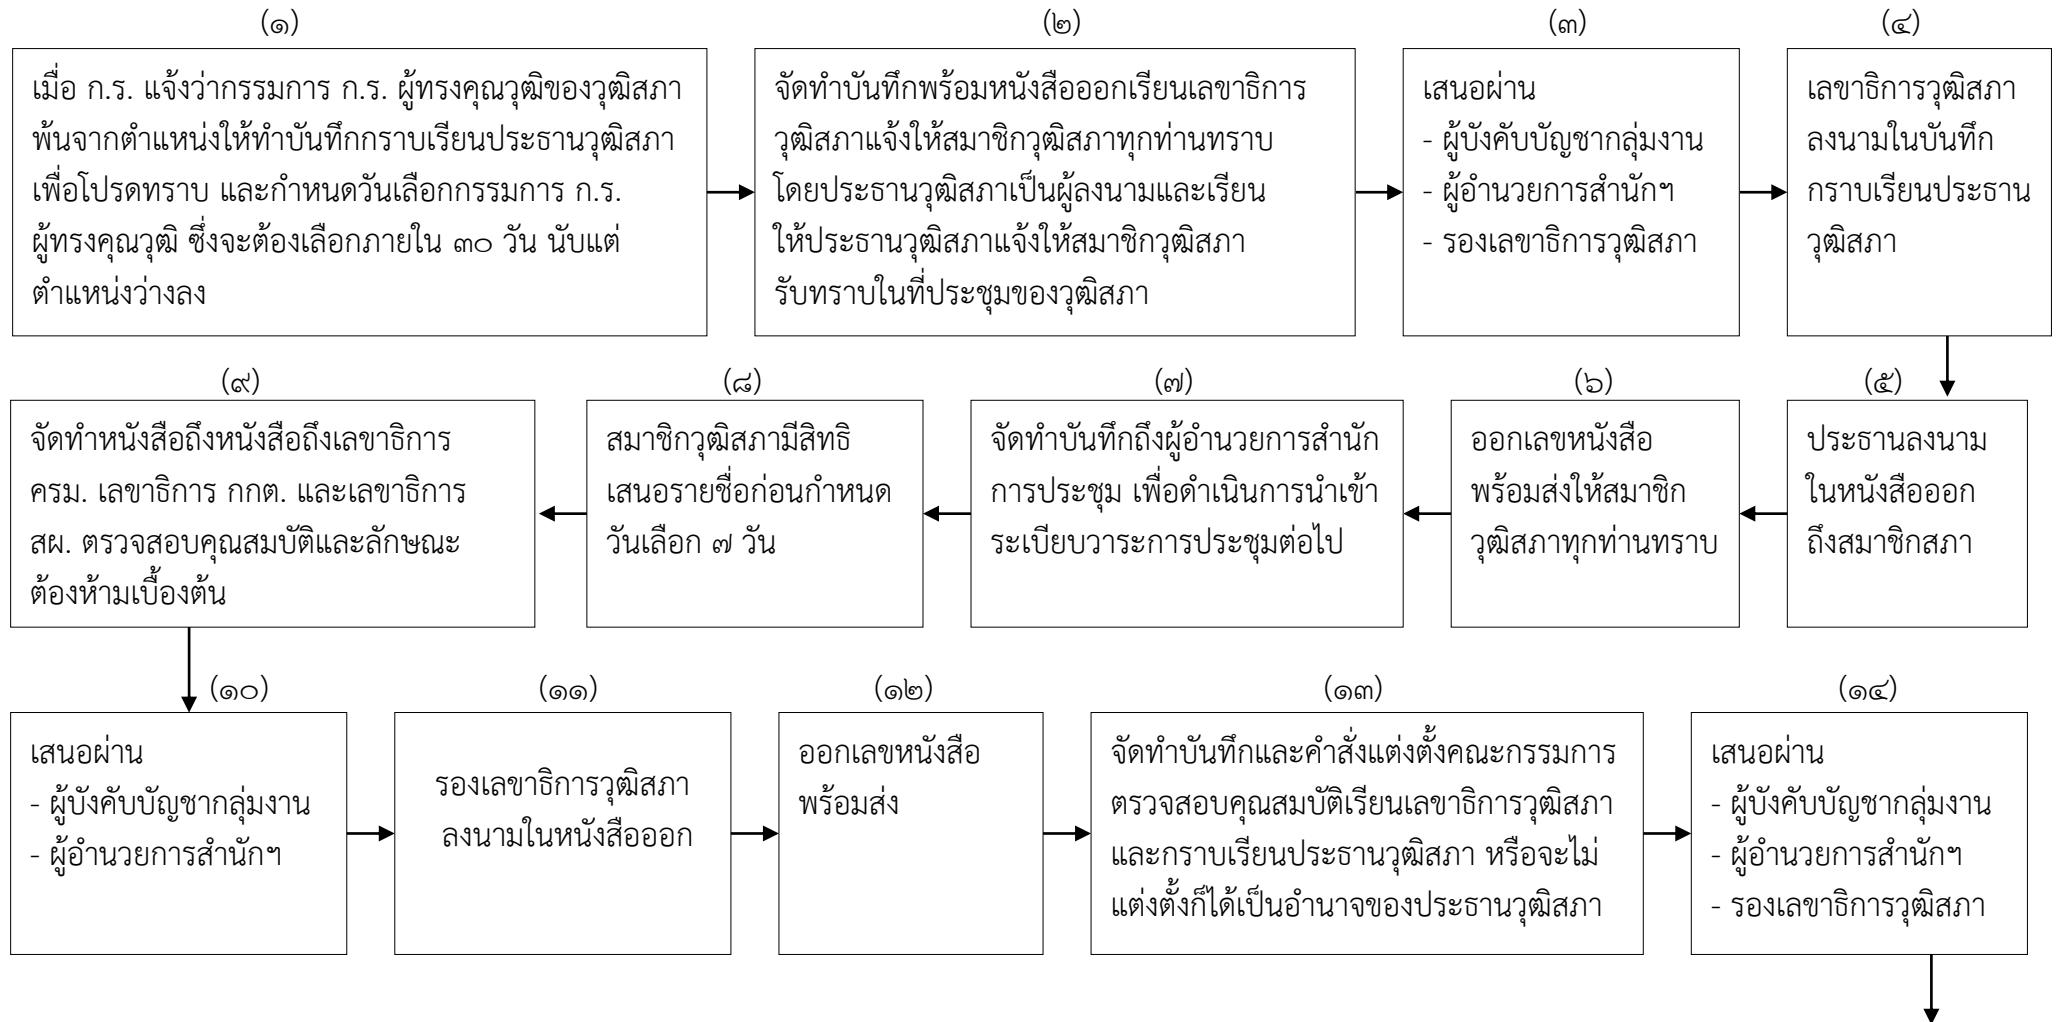 (๑)
เมื่อ ก.ร. แจ้งว่ากรรมการ ก.ร. ผู้ทรงคุณวุฒิของวุฒิสภา
พ้นจากตำแหน่งให้ทำบันทึกกราบเรียนประธานวุฒิสภา
เพื่อโปรดทราบ และกำหนดวันเลือกกรรมการ ก.ร.
ผู้ทรงคุณวุฒิ ซึ่งจะต้องเลือกภายใน ๓๐ วัน นับแต่
ตำแหน่งว่างลง
(๒)
จัดทำบันทึกพร้อมหนังสือออกเรียนเลขาธิการ
วุฒิสภาแจ้งให้สมาชิกวุฒิสภาทุกท่านทราบ
โดยประธานวุฒิสภาเป็นผู้ลงนามและเรียน
ให้ประธานวุฒิสภาแจ้งให้สมาชิกวุฒิสภา
รับทราบในที่ประชุมของวุฒิสภา
(๓)
เสนอผ่าน
- ผู้บังคับบัญชากลุ่มงาน
- ผู้อำนวยการสำนักฯ
- รองเลขาธิการวุฒิสภา
(๔)
เลขาธิการวุฒิสภา
ลงนามในบันทึก
กราบเรียนประธาน
วุฒิสภา
(๕)
ประธานลงนาม
ในหนังสือออก
ถึงสมาชิกสภา
(๖)
ออกเลขหนังสือ
พร้อมส่งให้สมาชิก
วุฒิสภาทุกท่านทราบ
(๗)
จัดทำบันทึกถึงผู้อำนวยการสำนัก
การประชุม เพื่อดำเนินการนำเข้า
ระเบียบวาระการประชุมต่อไป
(๘)
สมาชิกวุฒิสภามีสิทธิ
เสนอรายชื่อก่อนกำหนด
วันเลือก ๗ วัน
(๙)
จัดทำหนังสือถึงหนังสือถึงเลขาธิการ
ครม. เลขาธิการ กกต. และเลขาธิการ
สผ. ตรวจสอบคุณสมบัติและลักษณะ
ต้องห้ามเบื้องต้น
(๑๐)
เสนอผ่าน
- ผู้บังคับบัญชากลุ่มงาน
- ผู้อำนวยการสำนักฯ
(๑๑)
รองเลขาธิการวุฒิสภา
ลงนามในหนังสือออก
(๑๒)
ออกเลขหนังสือ
พร้อมส่ง
(๑๓)
จัดทำบันทึกและคำสั่งแต่งตั้งคณะกรรมการ
ตรวจสอบคุณสมบัติเรียนเลขาธิการวุฒิสภา
และกราบเรียนประธานวุฒิสภา หรือจะไม่
แต่งตั้งก็ได้เป็นอำนาจของประธานวุฒิสภา
(๑๔)
เสนอผ่าน
- ผู้บังคับบัญชากลุ่มงาน
- ผู้อำนวยการสำนักฯ
- รองเลขาธิการวุฒิสภา